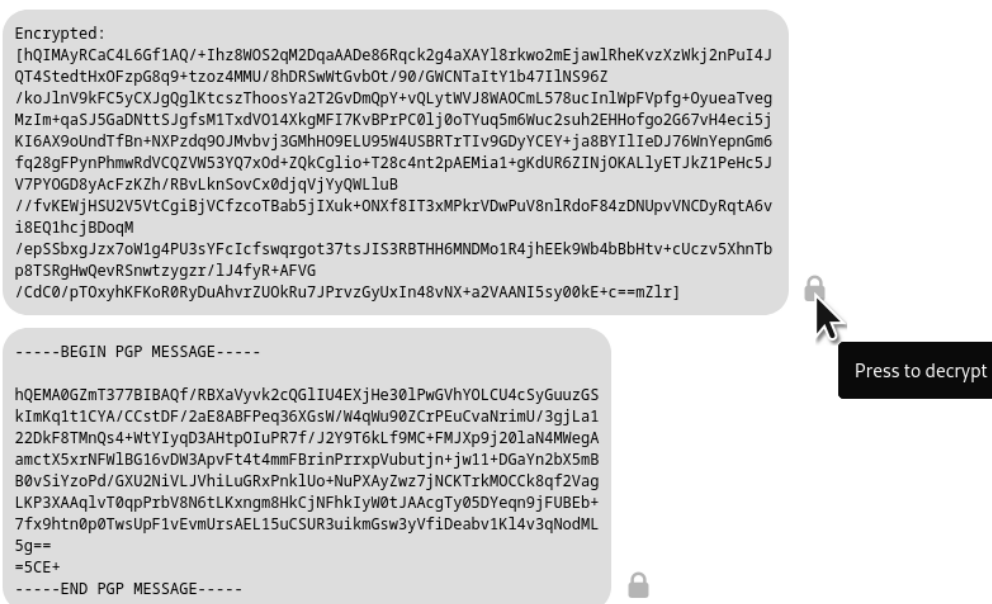 Encrypted:
[hQIMAyRCaC4L6Gf1AQ/+Ihz8WOS2qM2DqaAADe86Rqck2g4aXAYl8rkwo2mEjawlRheKvzXzWkj2nPuI4J
QT4StedtHxOFzpG8q9+tzoz4MMU/8hDRSwWtGvbOt/90/GWCNTaItY1b47IlNS96Z
/koJlnV9kFC5yCXJgQglKtcszThoosYa2T2GvDmQpY+vQLytWVJ8WAOCmL578ucInlWpFVpfg+OyueaTveg
MzIm+qaSJ5GaDNttSJgfsM1TxdVO14XkgMFI7KvBPrPC0lj0oTYuq5m6Wuc2suh2EHHofgo2G67vH4eci5j
KI6AX9oUndTfBn+NXPzdq9OJMvbvj3GMhHO9ELU95W4USBRTrTIv9GDyYCEY+ja8BYIlIeDJ76WnYepnGm6
fq28gFPynPhmwRdVCQZVW53YQ7xOd+ZQkCglio+T28c4nt2pAEMia1+gKdUR6ZINjOKALlyETJkZ1PeHc5J
V7PYOGD8yAcFzKZh/RBvLknSovCx0djqVjYyQWLluB
//fvKEWjHSU2V5VtCgiBjVCfzcoTBab5jIXuk+ONXf8IT3xMPkrVDwPuV8nlRdoF84zDNUpvVNCDyRqtA6v
i8EQ1hcjBDoqM
/epSSbxgJzx7oW1g4PU3sYFcIcfswqrgot37tsJIS3RBTHH6MNDMo1R4jhEEk9Wb4bBbHtv+cUczv5XhnTb
p8TSRgHwQevRSnwtzygzr/lJ4fyR+AFVG
/CdC0/pTOxyhKFKoR0RyDuAhvrZUOkRu7JPrvzGyUxIn48vNX+a2VAANI5sy00kE+c==mZlr]
Press to decrypt
-----BEGIN PGP MESSAGE-----
hQEMA0GZmT377BIBAQf/RBXaVyvk2cQGlIU4EXjHe30lPwGVhYOLCU4cSyGuuzGS
kImKq1t1CYA/CCstDF/2aE8ABFPeq36XGsW/W4qWu90ZCrPEuCvaNrimU/3gjLa1
22DkF8TMnQs4+WtYIyqD3AHtpOIuPR7f/J2Y9T6kLf9MC+FMJXp9j20laN4MWegA
amctX5xrNFWlBG16vDW3ApvFt4t4mmFBrinPrrxpVubutjn+jw11+DGaYn2bX5mB
B0vSiYzoPd/GXU2NiVLJVhiLuGRxPnklUo+NuPXAyZwz7jNCKTrkMOCCk8qf2Vag
LKP3XAAqlvT0qpPrbV8N6tLKxngm8HkCjNFhkIyW0tJAAcgTy05DYeqn9jFUBEb+
7fx9htn0p0TwsUpF1vEvmUrsAEL15uCSUR3uikmGsw3yVfiDeabv1Kl4v3qNodML
5g==
=5CE+
-----END PGP MESSAGE-----